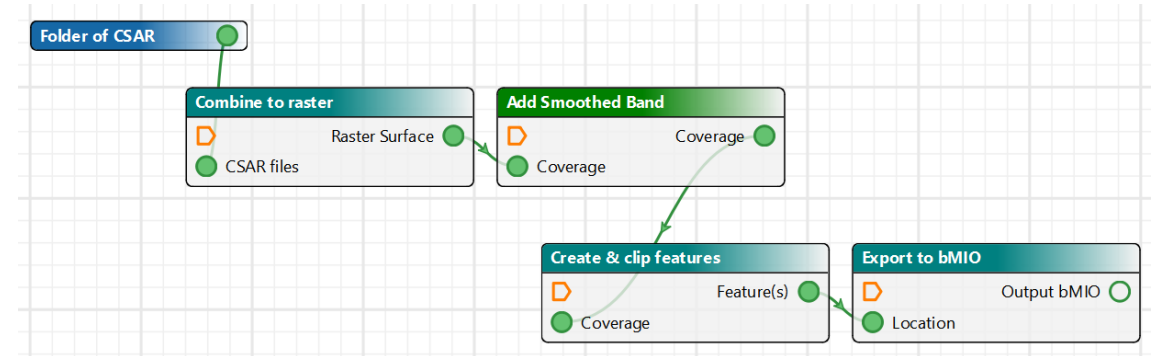 Folder of CSAR
Combine to raster
Raster Surface
CSAR files
Add Smoothed Band
Coverage
Coverage
Create & clip features
Feature(s)
Coverage
Export to bMIO
Output bMIO
Location